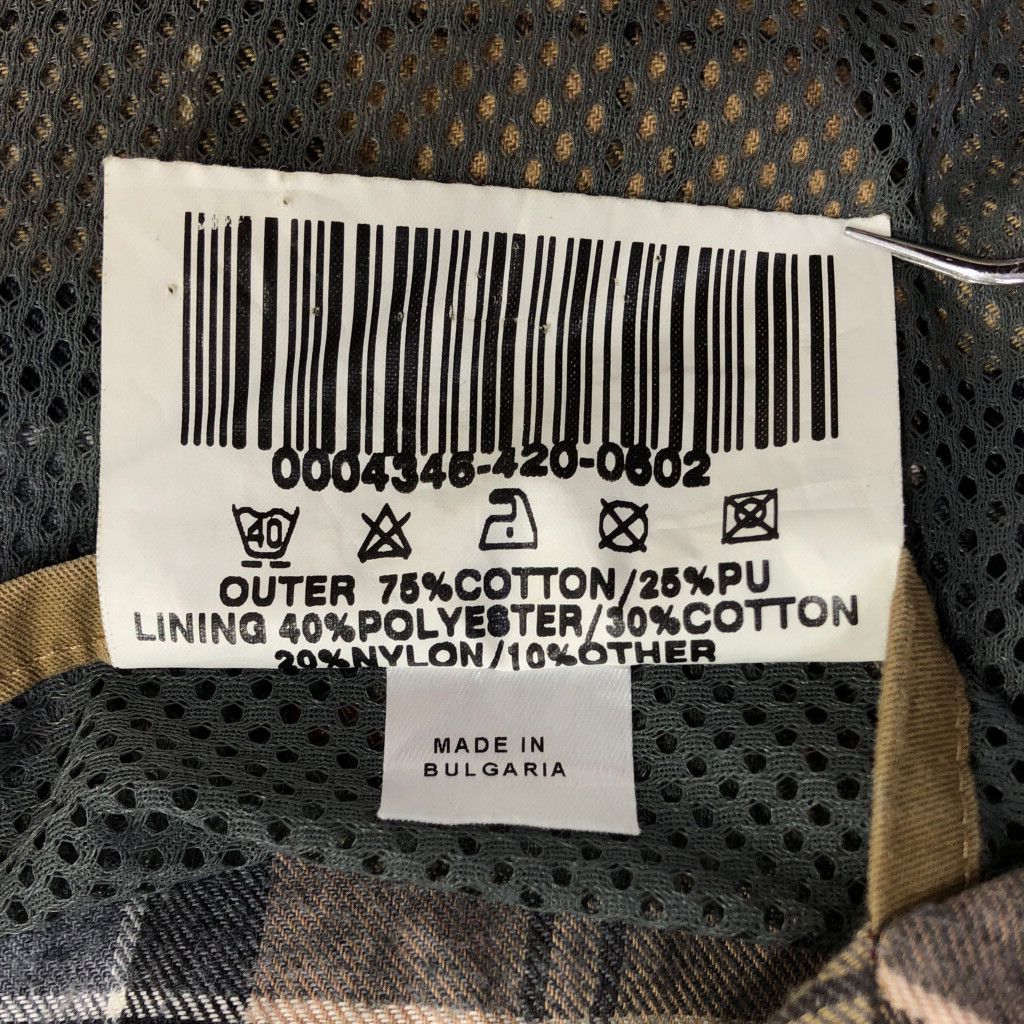 0004346-420-0602
40
OUTER 75%COTTON/25%PU
LINING 40%POLYESTER/30%COTTON
20%NYLON/10%OTHER
MADE IN
BULGARIA